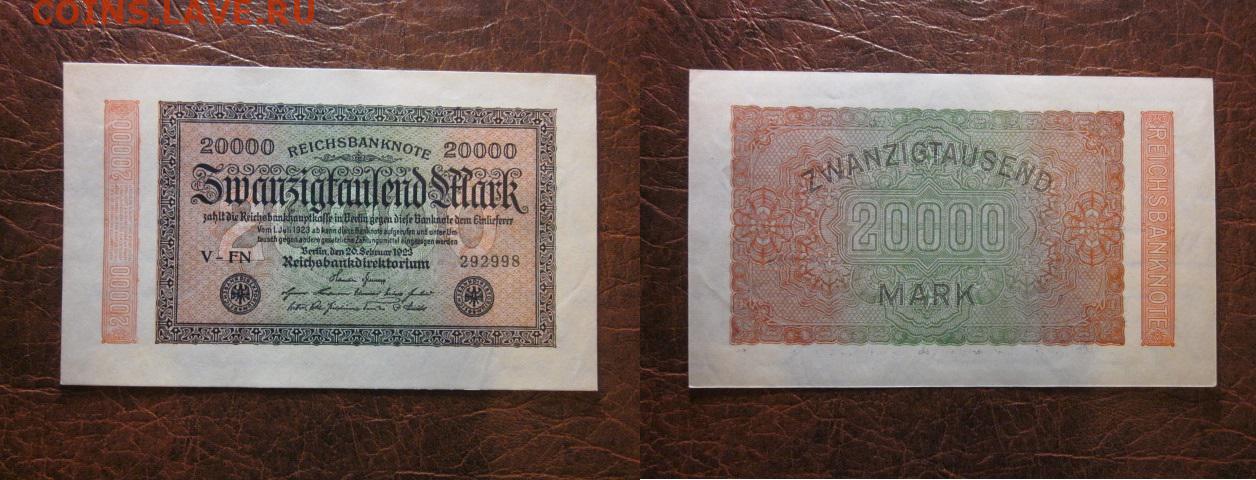 COINS.LAVE.RU
20000 REICHSBANKNOTE 20000
Zwanzigtausend Mark
zahlt die Reichsbankhauptkasse in Berlin gegen diese Banknote dem Einlieferer
Vom 1. Juli 1923 ab kann diese Banknote aufgerufen und unter Um
tausch gegen andere gesetzliche Zahlungsmittel eingezogen werden
Berlin, den 20. Februar 1923
V - FN Reichsbankdirektorium 292998
20000
20000
ZWANZIGTAUSEND
20000
MARK
REICHSBANKNOTE